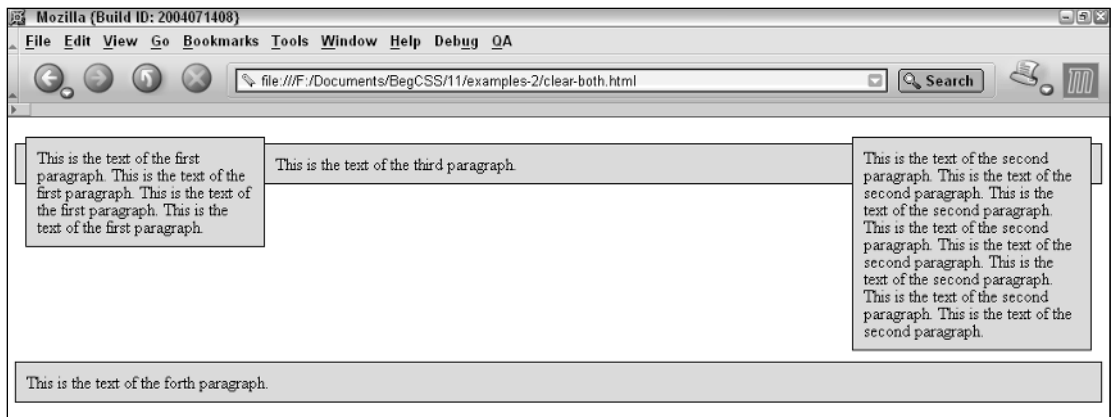 Mozilla {Build ID: 2004071408}
File Edit View Go Bookmarks Tools Window Help Debug QA
file:///F:/Documents/BegCSS/11/examples-2/clear-both.html
Search
This is the text of the first
paragraph. This is the text of the
first paragraph. This is the text of
the first paragraph. This is the
text of the first paragraph.
This is the text of the third paragraph.
This is the text of the second
paragraph. This is the text of the
second paragraph. This is the
text of the second paragraph.
This is the text of the second
paragraph. This is the text of the
second paragraph. This is the
text of the second paragraph.
This is the text of the second
paragraph. This is the text of the
second paragraph.
This is the text of the forth paragraph.